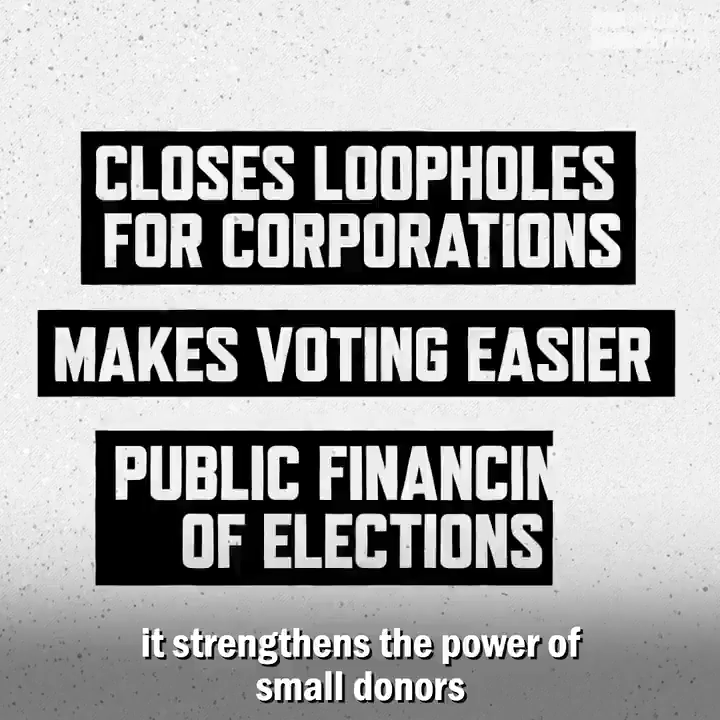 CLOSES LOOPHOLES
FOR CORPORATIONS
MAKES VOTING EASIER
PUBLIC FINANCIN
OF ELECTIONS
it strengthens the power of
small donors